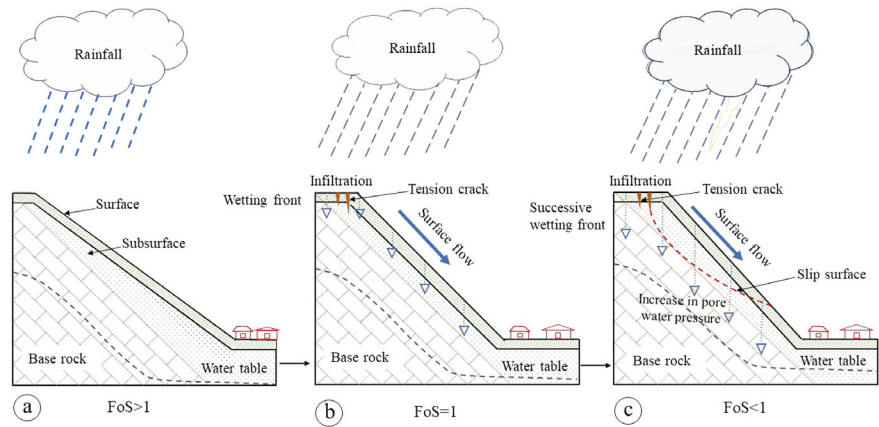 Rainfall
Surface
Subsurface
Base rock
Water table
a
FoS>1
Rainfall
Infiltration
Wetting front
Tension crack
Surface flow
Water table
b
FoS=1
Rainfall
Infiltration
Tension crack
Successive
wetting front
Surface flow
Slip surface
Increase in pore
water pressure
Base rock
Water table
c
FoS<1